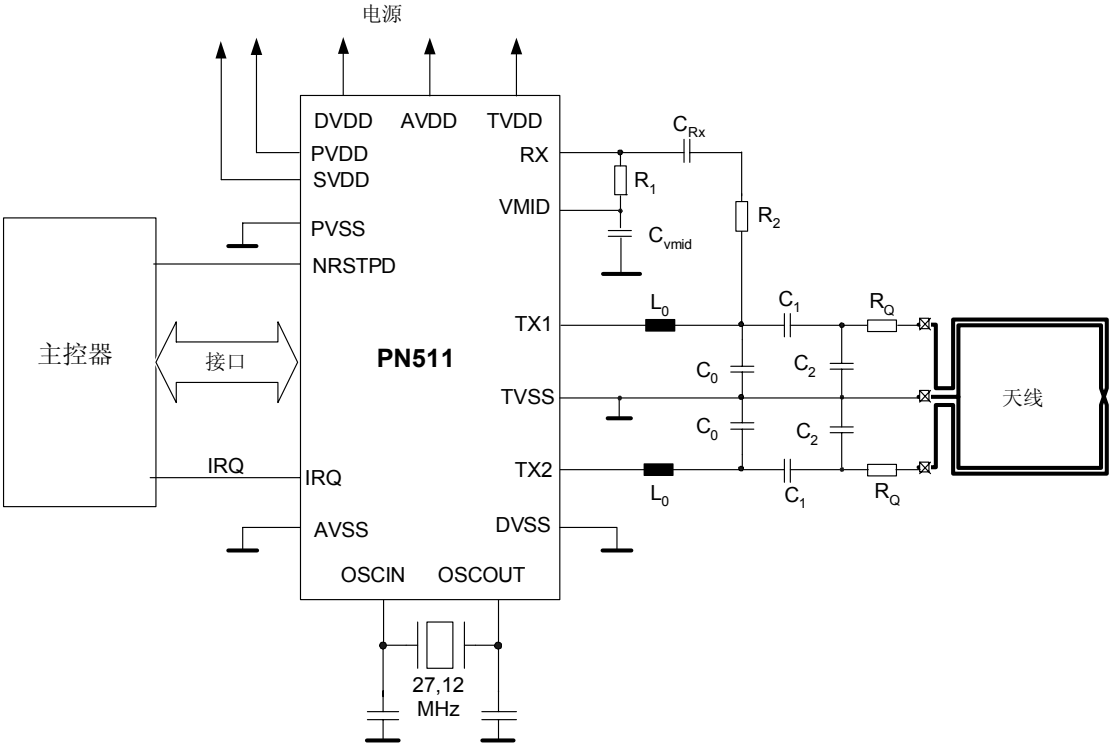 电源
DVDD AVDD TVDD
PVDD
SVDD
PVSS
NRSTPD
RX
VMID
C_Rx
R_1
R_2
C_vmid
主控器
接口
PN511
TX1
L_0
C_1
R_Q
C_0
C_2
TVSS
天线
C_0
C_2
TX2
L_0
C_1
R_Q
IRQ
IRQ
AVSS
DVSS
OSCIN OSCOUT
27,12
MHz